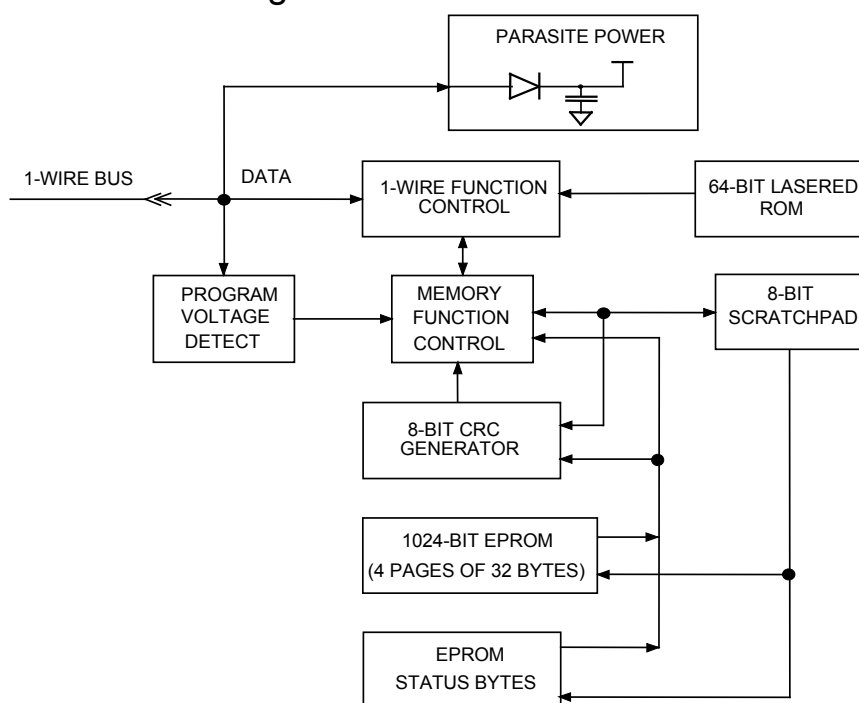 PARASITE POWER
1-WIRE BUS
DATA
1-WIRE FUNCTION
CONTROL
64-BIT LASERED
ROM
PROGRAM
VOLTAGE
DETECT
MEMORY
FUNCTION
CONTROL
8-BIT
SCRATCHPAD
8-BIT CRC
GENERATOR
1024-BIT EPROM
(4 PAGES OF 32 BYTES)
EPROM
STATUS BYTES